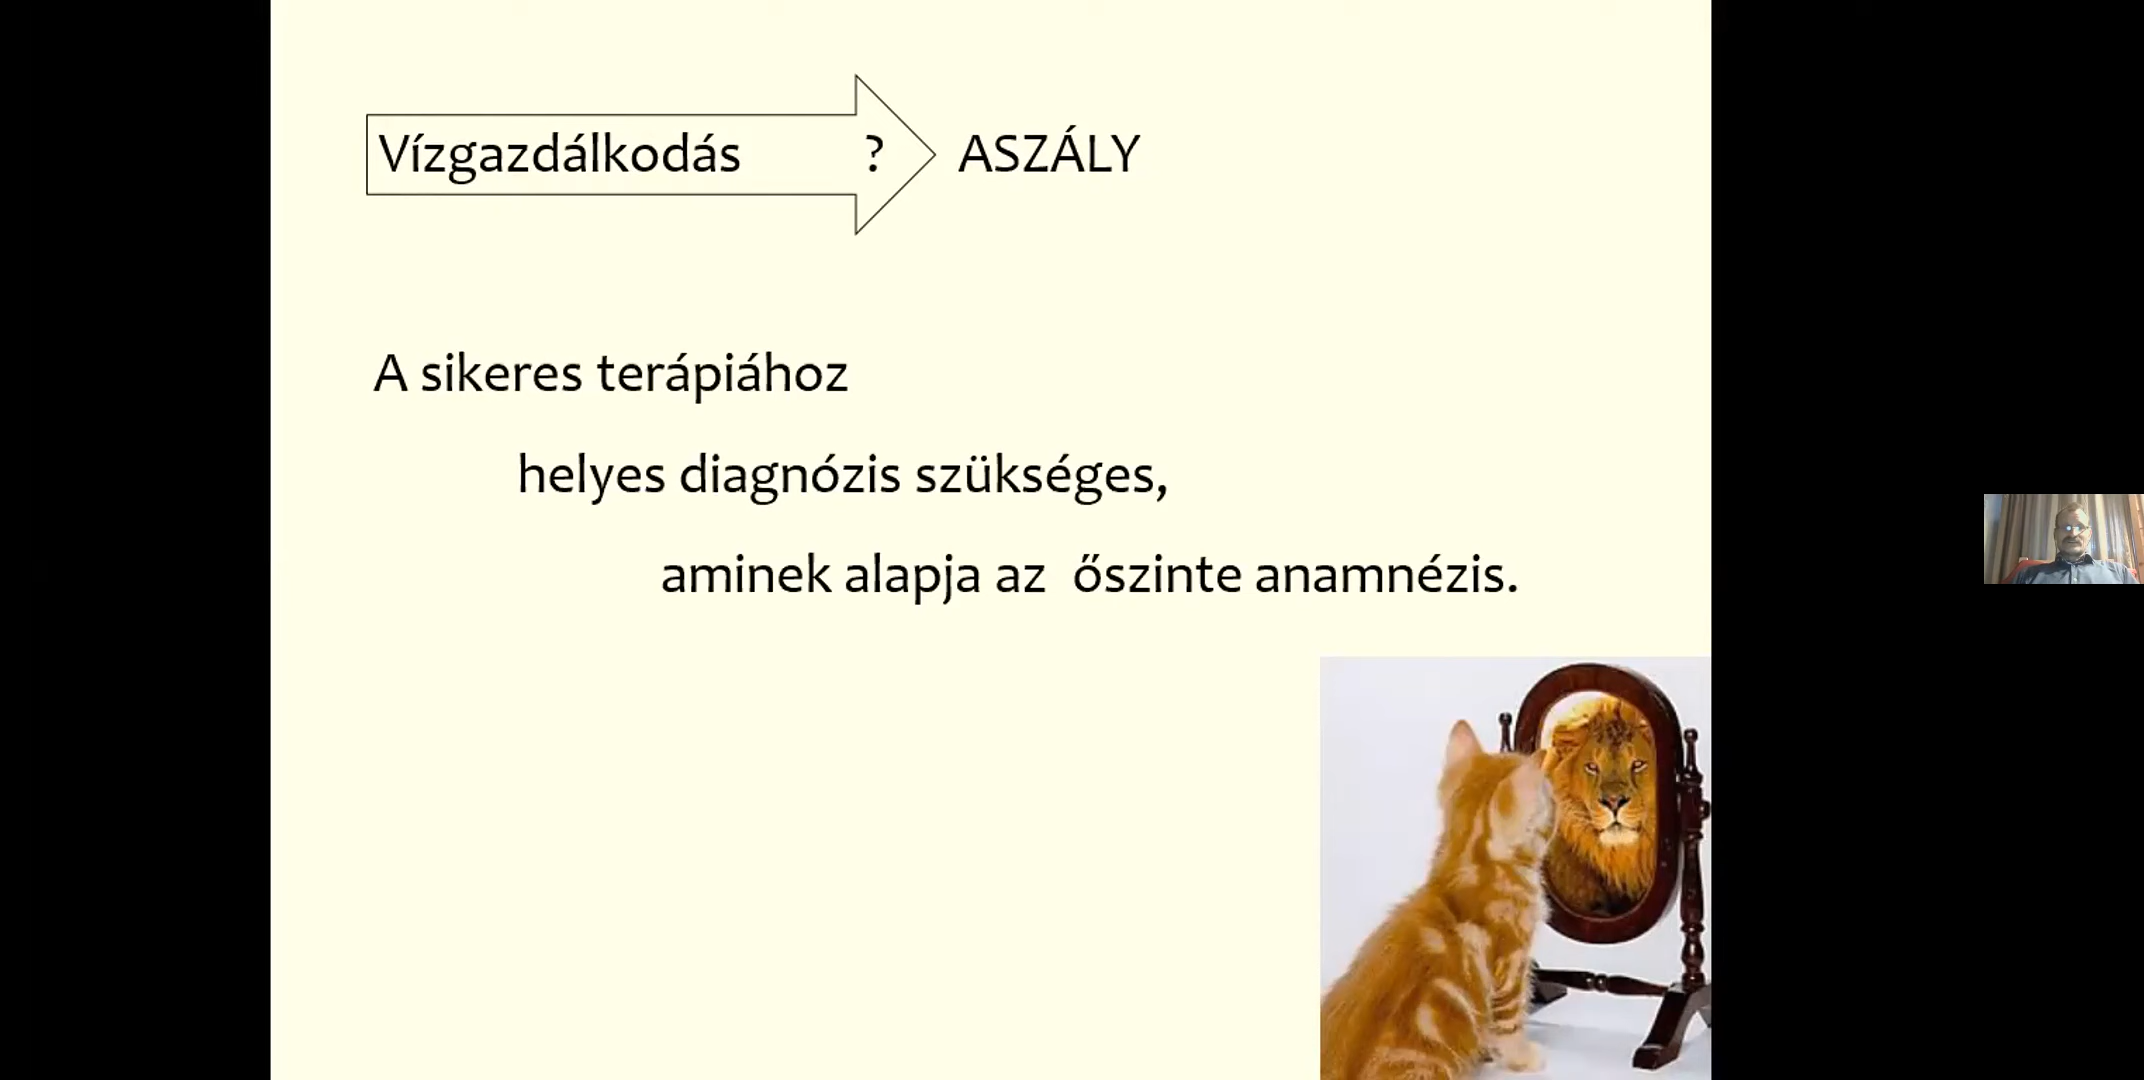 Vízgazdálkodás ? ASZÁLY
A sikeres terápiához
helyes diagnózis szükséges,
aminek alapja az őszinte anamnézis.